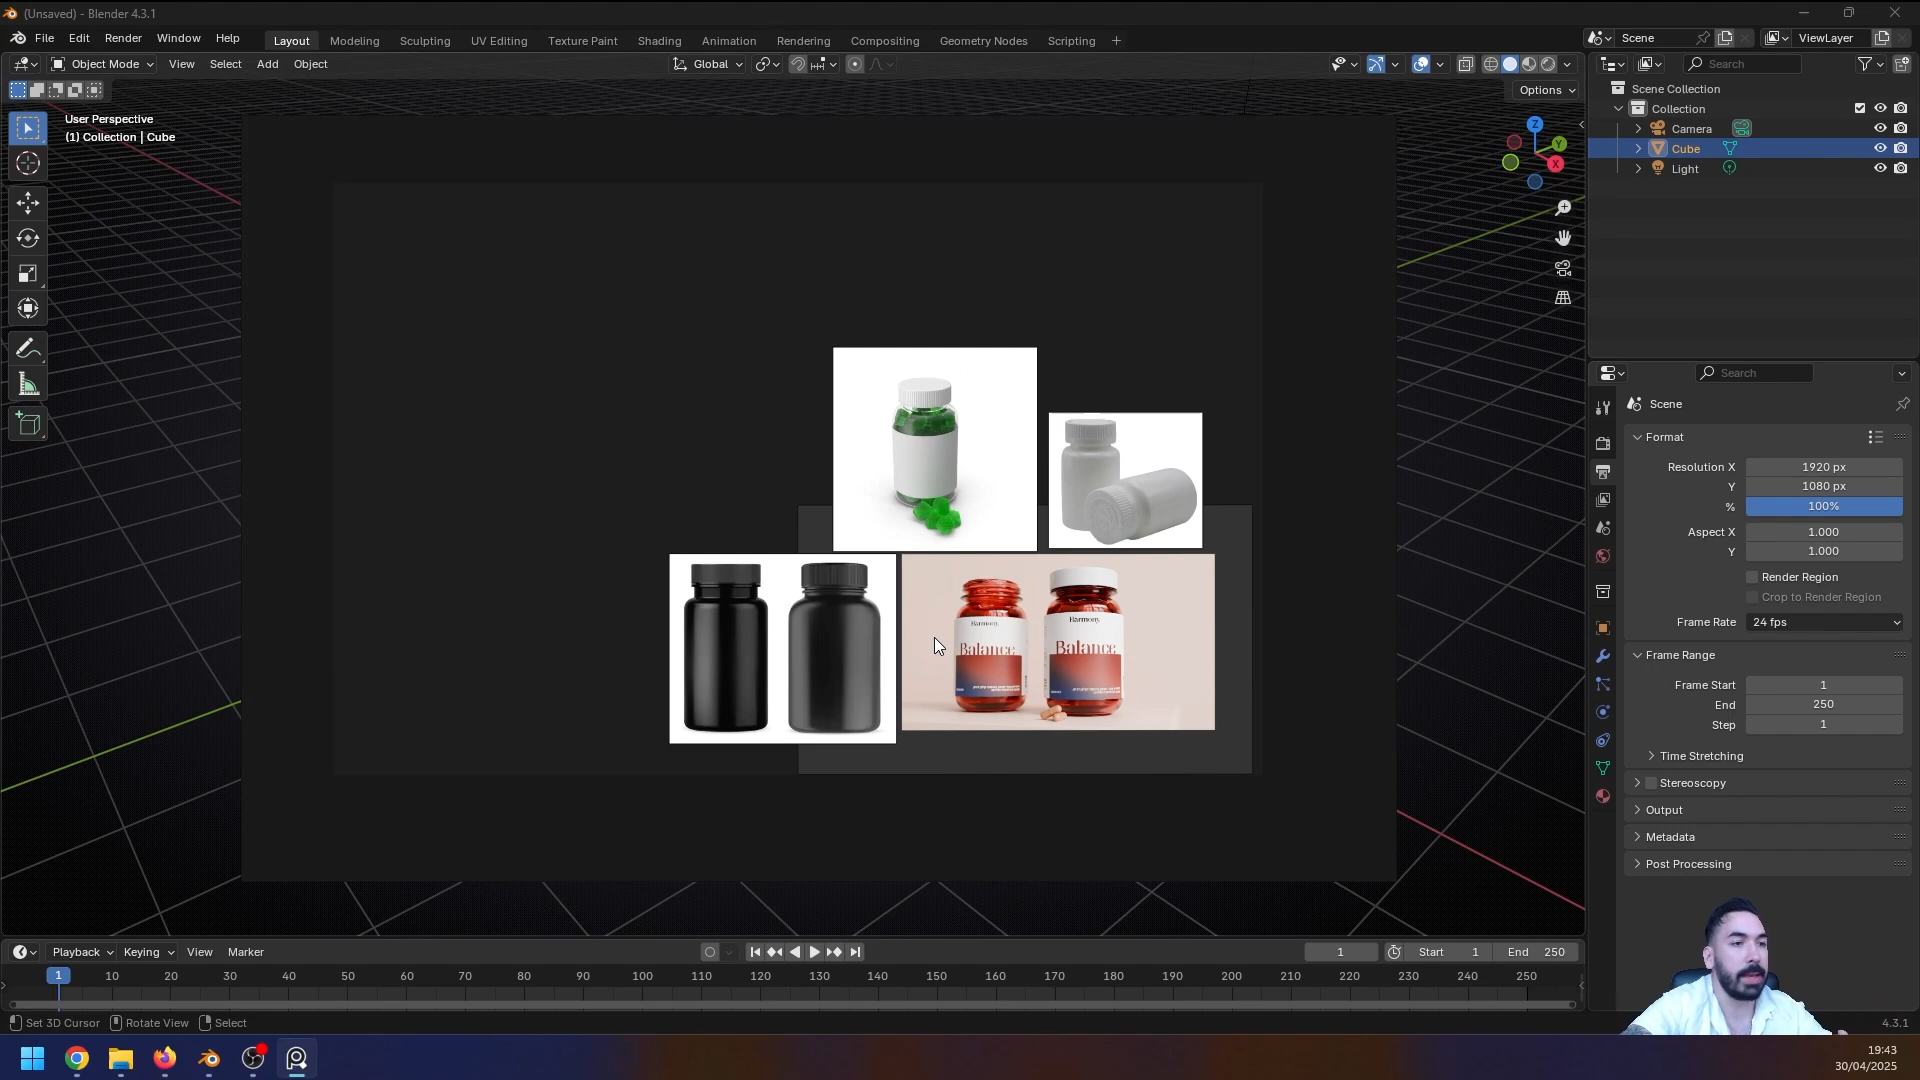 (Unsaved) - Blender 4.3.1
File Edit Render Window Help
Layout Modeling Sculpting UV Editing Texture Paint Shading Animation Rendering Compositing Geometry Nodes Scripting +
Scene ViewLayer
Object Mode View Select Add Object
Global
Search
Options
User Perspective
(1) Collection | Cube
Z
Y
X
Scene Collection
Collection
Camera
Cube
Light
Search
Scene
Format
Resolution X 1920 px
Y 1080 px
% 100%
Aspect X 1.000
Y 1.000
Render Region
Crop to Render Region
Frame Rate 24 fps
Frame Range
Frame Start 1
End 250
Step 1
Time Stretching
Stereoscopy
Output
Metadata
Post Processing
Harmony.
Balance
Harmony.
Balance
Playback Keying View Marker
1 Start 1 End 250
1 10 20 30 40 50 60 70 80 90 100 110 120 130 140 150 160 170 180 190 200 210 220 230 240 250
Set 3D Cursor Rotate View Select
4.3.1
19:43
30/04/2025